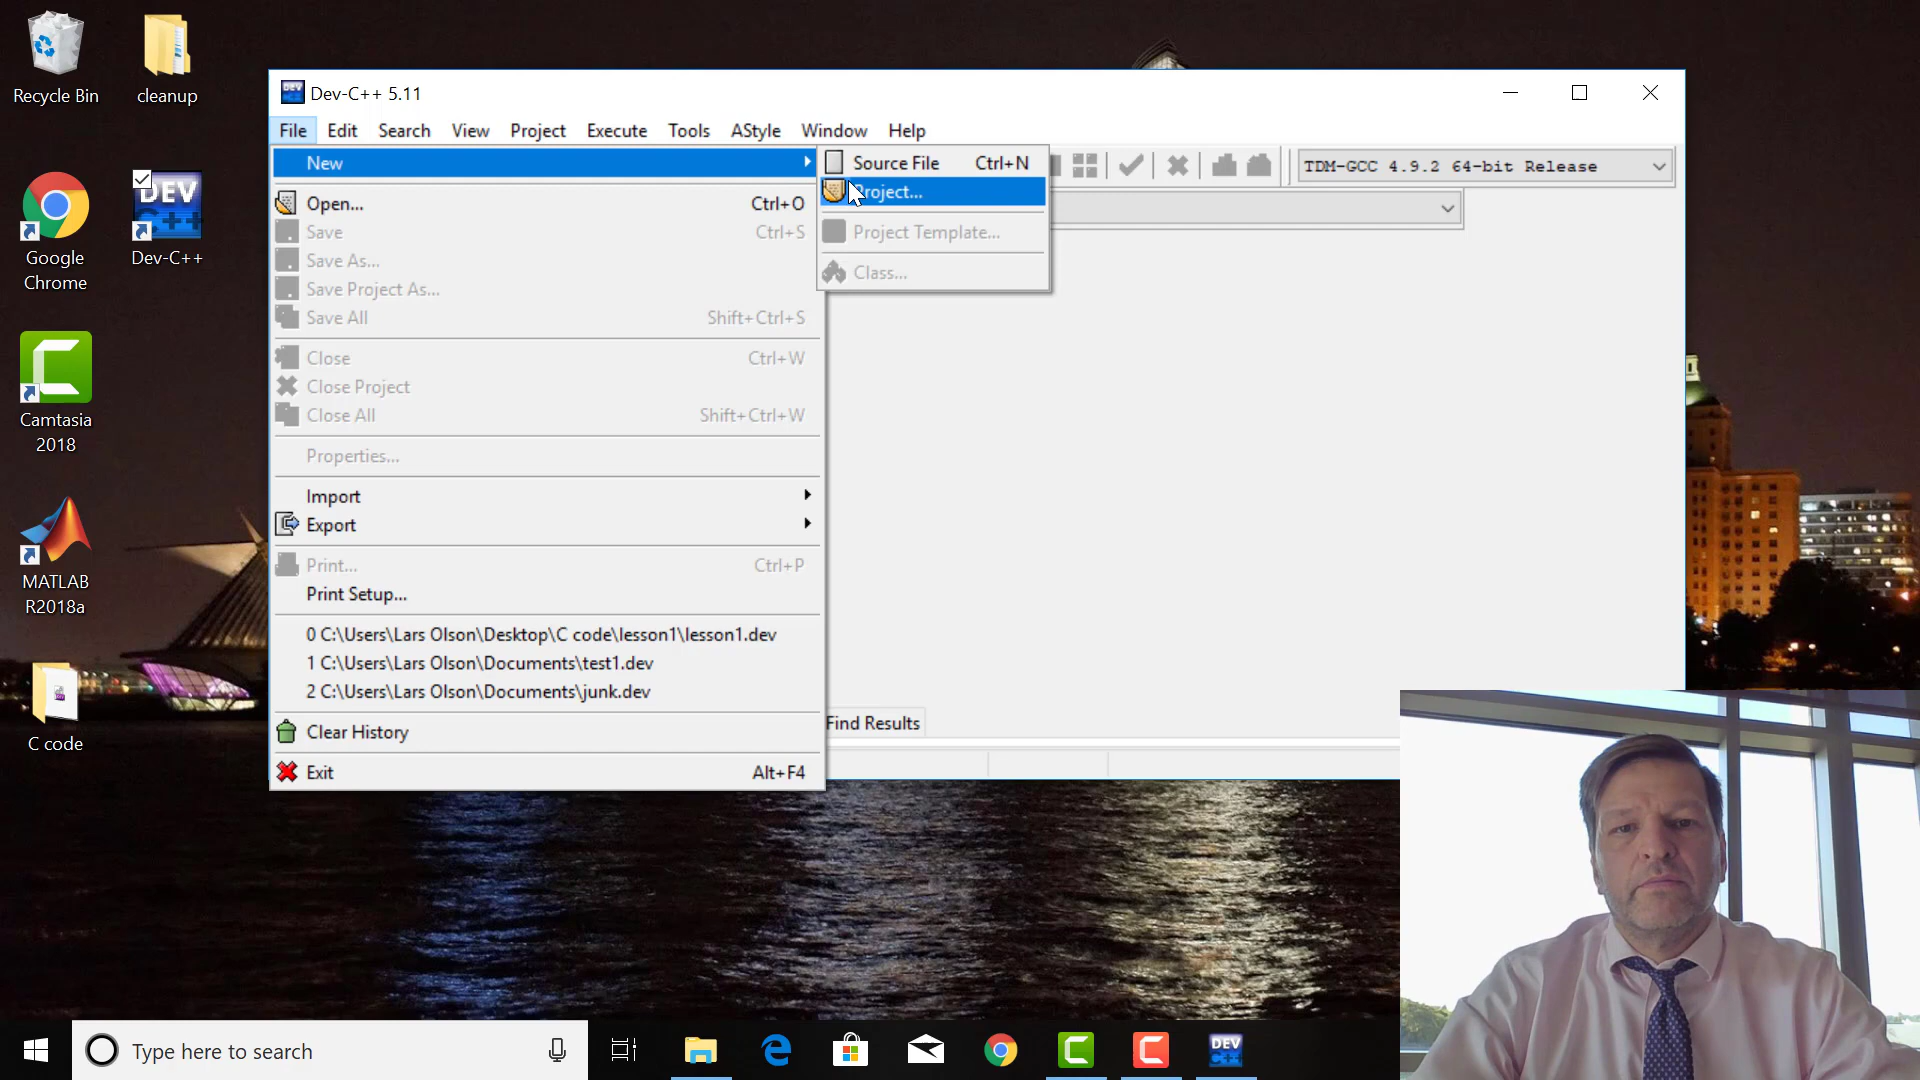 Recycle Bin
cleanup
Google
Chrome
DEV
C++
Dev-C++
Camtasia
2018
MATLAB
R2018a
C code
Dev-C++ 5.11
File Edit Search View Project Execute Tools AStyle Window Help
New
Open... Ctrl+O
Save Ctrl+S
Save As...
Save Project As...
Save All Shift+Ctrl+S
Close Ctrl+W
Close Project
Close All Shift+Ctrl+W
Properties...
Import
Export
Print... Ctrl+P
Print Setup...
0 C:\Users\Lars Olson\Desktop\C code\lesson1\lesson1.dev
1 C:\Users\Lars Olson\Documents\test1.dev
2 C:\Users\Lars Olson\Documents\junk.dev
Clear History
Exit Alt+F4
Source File Ctrl+N
Project...
Project Template...
Class...
TDM-GCC 4.9.2 64-bit Release
Find Results
Type here to search
DEV